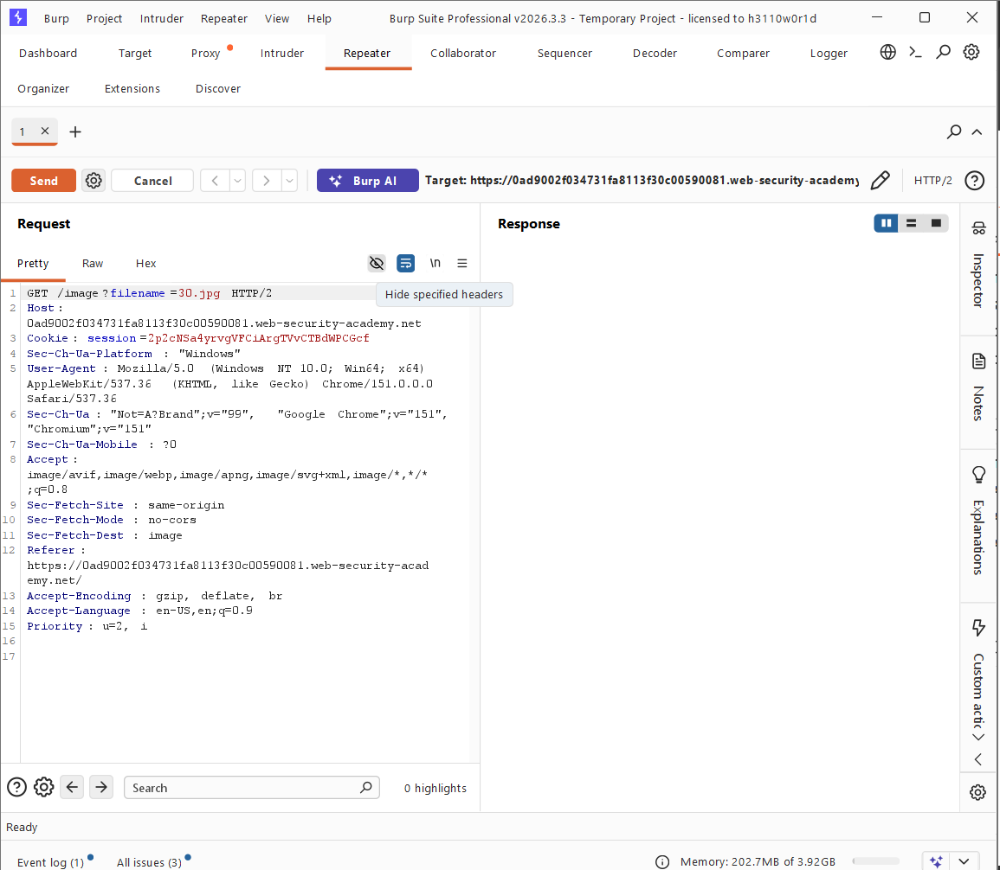 Burp Project Intruder Repeater View Help Burp Suite Professional v2026.3.3 - Temporary Project - licensed to h3110w0r1d
Dashboard Target Proxy Intruder Repeater Collaborator Sequencer Decoder Comparer Logger
Organizer Extensions Discover
1
Send Cancel Burp AI Target: https://0ad9002f034731fa8113f30c00590081.web-security-academy HTTP/2
Request
Response
Pretty Raw Hex \n
Hide specified headers
1 GET /image?filename=30.jpg HTTP/2
2 Host:
0ad9002f034731fa8113f30c00590081.web-security-academy.net
3 Cookie: session=2p2cNSa4yrvgVFCiArgTVvCTBdWPCGcf
4 Sec-Ch-Ua-Platform : "Windows"
5 User-Agent : Mozilla/5.0 (Windows NT 10.0; Win64; x64)
AppleWebKit/537.36 (KHTML, like Gecko) Chrome/151.0.0.0
Safari/537.36
6 Sec-Ch-Ua : "Not=A?Brand";v="99", "Google Chrome";v="151",
"Chromium";v="151"
7 Sec-Ch-Ua-Mobile : ?0
8 Accept:
image/avif,image/webp,image/apng,image/svg+xml,image/*,*/*
;q=0.8
9 Sec-Fetch-Site : same-origin
10 Sec-Fetch-Mode : no-cors
11 Sec-Fetch-Dest : image
12 Referer:
https://0ad9002f034731fa8113f30c00590081.web-security-acad
emy.net/
13 Accept-Encoding : gzip, deflate, br
14 Accept-Language : en-US,en;q=0.9
15 Priority : u=2, i
16
17
Inspector
Notes
Explanations
Custom actic
Search 0 highlights
Ready
Event log (1) All issues (3) Memory: 202.7MB of 3.92GB